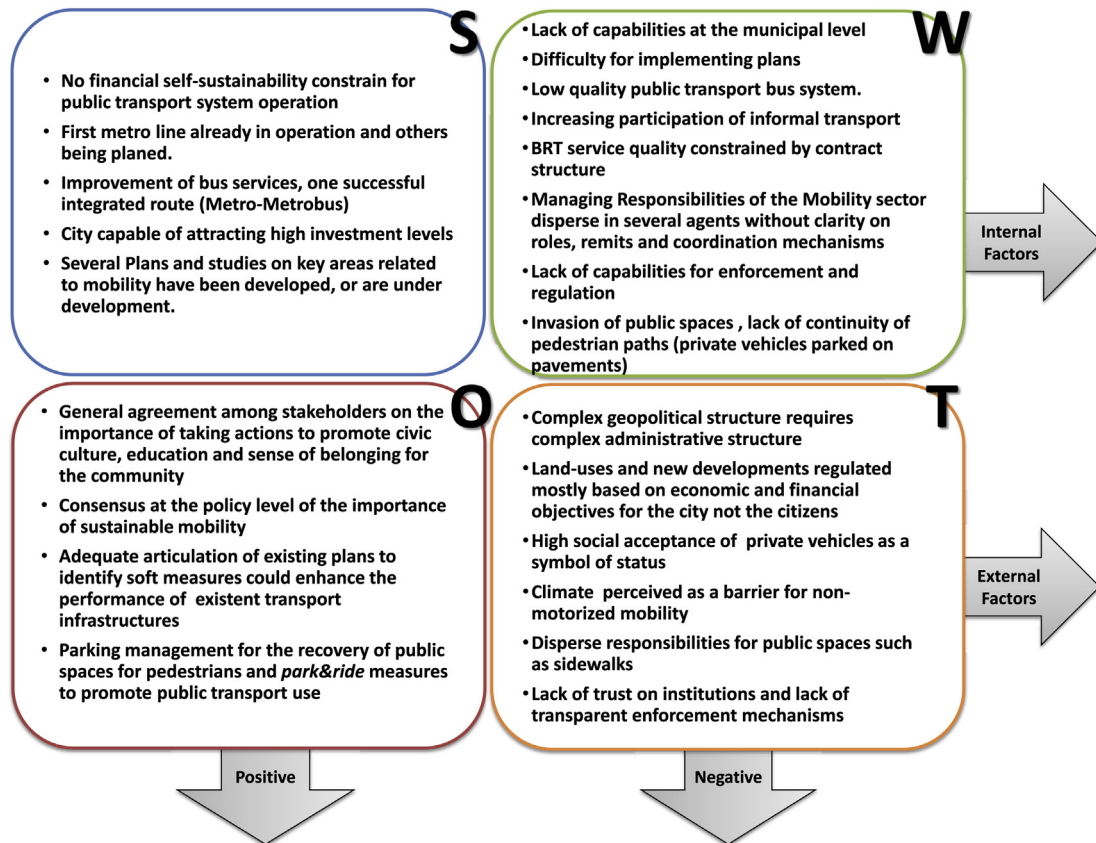 S
• No financial self-sustainability constrain for
public transport system operation
• First metro line already in operation and others
being planed.
• Improvement of bus services, one successful
integrated route (Metro-Metrobus)
• City capable of attracting high investment levels
• Several Plans and studies on key areas related
to mobility have been developed, or are under
development.
W
• Lack of capabilities at the municipal level
• Difficulty for implementing plans
• Low quality public transport bus system.
• Increasing participation of informal transport
• BRT service quality constrained by contract
structure
• Managing Responsibilities of the Mobility sector
disperse in several agents without clarity on
roles, remits and coordination mechanisms
• Lack of capabilities for enforcement and
regulation
• Invasion of public spaces , lack of continuity of
pedestrian paths (private vehicles parked on
pavements)
Internal
Factors
O
• General agreement among stakeholders on the
importance of taking actions to promote civic
culture, education and sense of belonging for
the community
• Consensus at the policy level of the importance
of sustainable mobility
• Adequate articulation of existing plans to
identify soft measures could enhance the
performance of existent transport
infrastructures
• Parking management for the recovery of public
spaces for pedestrians and park&ride measures
to promote public transport use
T
• Complex geopolitical structure requires
complex administrative structure
• Land-uses and new developments regulated
mostly based on economic and financial
objectives for the city not the citizens
• High social acceptance of private vehicles as a
symbol of status
• Climate perceived as a barrier for non-
motorized mobility
• Disperse responsibilities for public spaces such
as sidewalks
• Lack of trust on institutions and lack of
transparent enforcement mechanisms
External
Factors
Positive
Negative